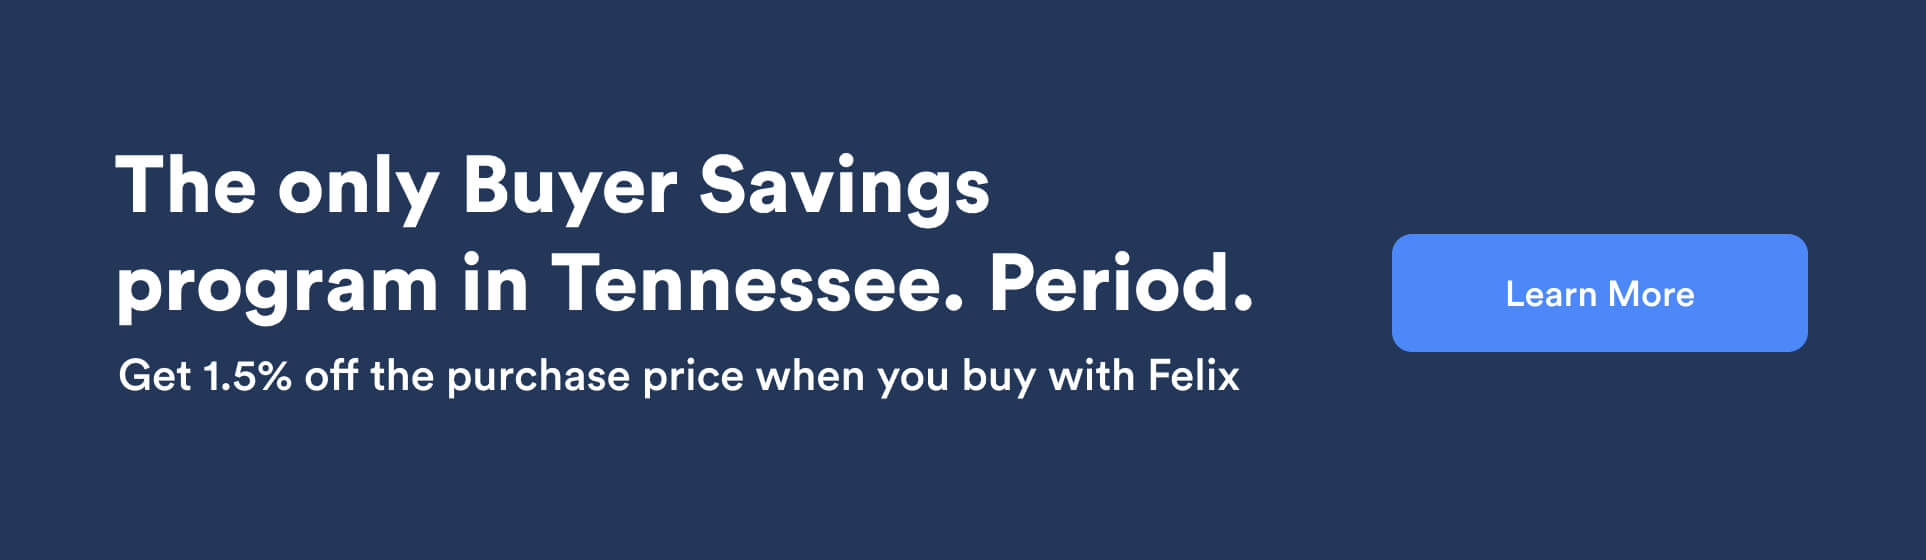 The only Buyer Savings
program in Tennessee. Period.
Get 1.5% off the purchase price when you buy with Felix
Learn More